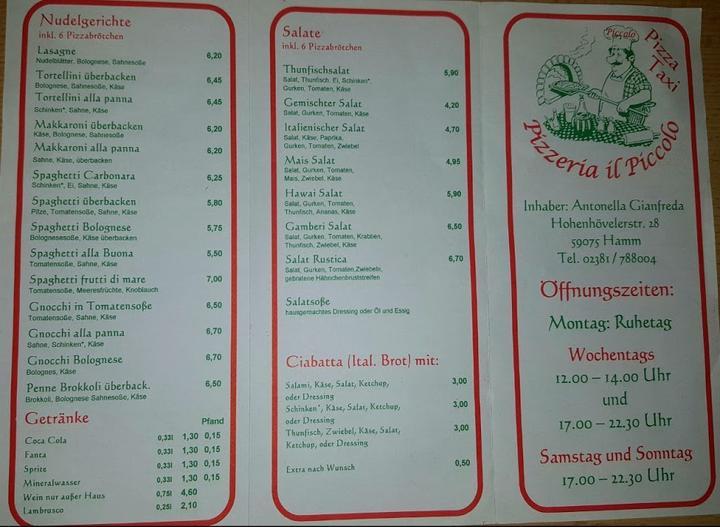 Nudelgerichte
inkl. 6 Pizzabrötchen
Lasagne 6,20
Nudelblätter, Bolognese, Sahnesoße
Tortellini überbacken 6,45
Bolognese, Sahnesoße, Käse
Tortellini alla panna 6,45
Schinken*, Sahne, Käse
Makkaroni überbacken 6,20
Käse, Bolognese, Sahnesoße
Makkaroni alla panna 6,20
Sahne, Käse, überbacken
Spaghetti Carbonara 6,25
Schinken*, Ei, Sahne, Käse
Spaghetti überbacken 5,80
Pilze, Tomatensoße, Sahne, Käse
Spaghetti Bolognese 5,75
Bolognesesoße, Käse überbacken
Spaghetti alla Buona 5,50
Tomatensoße, Sahne, Käse
Spaghetti frutti di mare 7,00
Tomatensoße, Meeresfrüchte, Knoblauch
Gnocchi in Tomatensoße 6,50
Tomatensoße, Sahne, Käse
Gnocchi alla panna 6,70
Sahne, Schinken*, Käse
Gnocchi Bolognese 6,70
Bolognes, Käse
Penne Brokkoli überback. 6,50
Brokkoli, Bolognese Sahnesoße, Käse
Getränke Pfand
Coca Cola 0,33l 1,30 0,15
Fanta 0,33l 1,30 0,15
Sprite 0,33l 1,30 0,15
Mineralwasser 0,33l 1,30 0,15
Wein nur außer Haus 0,75l 4,60
Lambrusco 0,25l 2,10
Salate
inkl. 6 Pizzabrötchen
Thunfischsalat 5,90
Salat, Thunfisch, Ei, Schinken*,
Gurken, Tomaten, Käse
Gemischter Salat 4,20
Salat, Gurken, Tomaten, Käse
Italienischer Salat 4,70
Salat, Käse, Paprika,
Gurken, Tomaten, Zwiebel
Mais Salat 4,95
Salat, Gurken, Tomaten,
Mais, Zwiebel, Käse
Hawai Salat 5,90
Salat, Gurken, Tomaten,
Thunfisch, Ananas, Käse
Gamberi Salat 6,50
Salat, Gurken, Tomaten, Krabben,
Thunfisch, Zwiebel, Käse
Salat Rustica 6,70
Salat, Gurken, Tomaten,Zwiebeln,
gebratene Hähnchenbruststreifen
Salatsoße
hausgemachtes Dressing oder Öl und Essig
Ciabatta (Ital. Brot) mit:
Salami, Käse, Salat, Ketchup, 3,00
oder Dressing
Schinken*, Käse, Salat, Ketchup, 3,00
oder Dressing
Thunfisch, Zwiebel, Käse, Salat, 3,00
Ketchup, oder Dressing
Extra nach Wunsch 0,50
Piccolo
Pizza
Taxi
Pizzeria il Piccolo
Inhaber: Antonella Gianfreda
Hohenhövelerstr. 28
59075 Hamm
Tel. 02381 / 788004
Öffnungszeiten:
Montag: Ruhetag
Wochentags
12.00 – 14.00 Uhr
und
17.00 – 22.30 Uhr
Samstag und Sonntag
17.00 – 22.30 Uhr